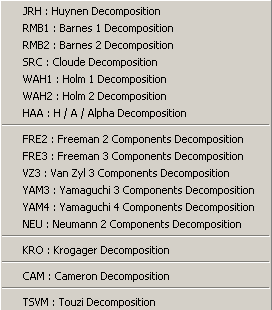 JRH : Huynen Decomposition
RMB1 : Barnes 1 Decomposition
RMB2 : Barnes 2 Decomposition
SRC : Cloude Decomposition
WAH1 : Holm 1 Decomposition
WAH2 : Holm 2 Decomposition
HAA : H / A / Alpha Decomposition
FRE2 : Freeman 2 Components Decomposition
FRE3 : Freeman 3 Components Decomposition
VZ3 : Van Zyl 3 Components Decomposition
YAM3 : Yamaguchi 3 Components Decomposition
YAM4 : Yamaguchi 4 Components Decomposition
NEU : Neumann 2 Components Decomposition
KRO : Krogager Decomposition
CAM : Cameron Decomposition
TSVM : Touzi Decomposition